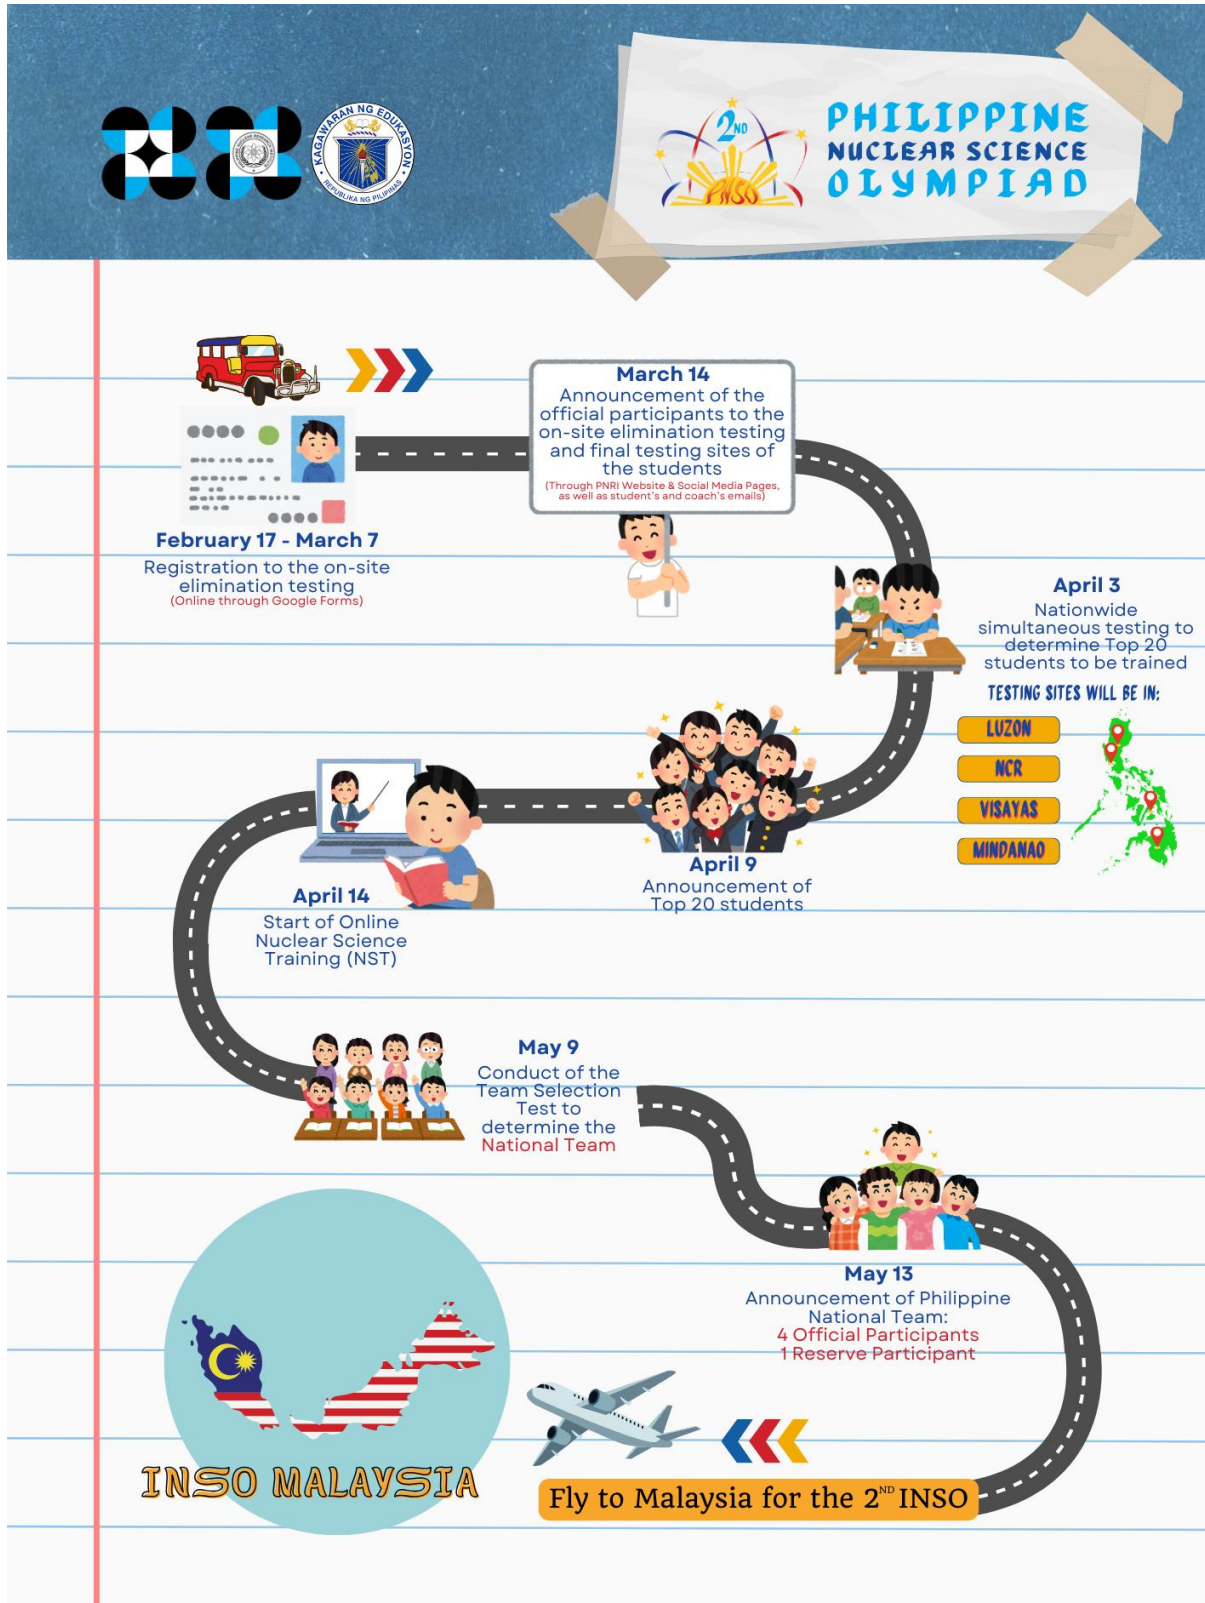 KAGAWARAN NG EDUKASYON
REPUBLIKA NG PILIPINAS
2ND
PNSO
PHILIPPINE
NUCLEAR SCIENCE
OLYMPIAD
February 17 - March 7
Registration to the on-site
elimination testing
(Online through Google Forms)
March 14
Announcement of the
official participants to the
on-site elimination testing
and final testing sites of
the students
(Through PNRI Website & Social Media Pages,
as well as student's and coach's emails)
April 3
Nationwide
simultaneous testing to
determine Top 20
students to be trained
TESTING SITES WILL BE IN:
LUZON
NCR
VISAYAS
MINDANAO
April 9
Announcement of
Top 20 students
April 14
Start of Online
Nuclear Science
Training (NST)
May 9
Conduct of the
Team Selection
Test to
determine the
National Team
May 13
Announcement of Philippine
National Team:
4 Official Participants
1 Reserve Participant
Fly to Malaysia for the 2ND INSO
INSO MALAYSIA